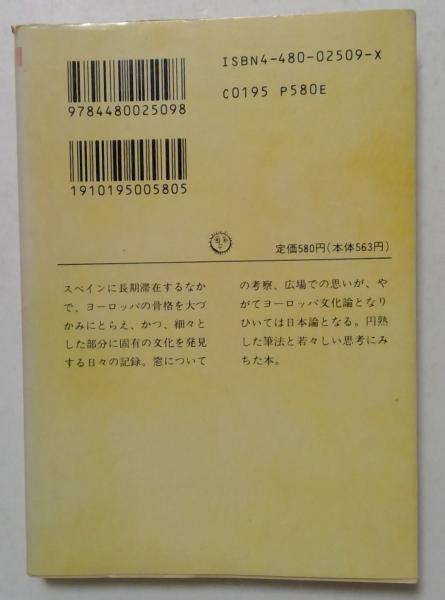 ISBN4-480-02509-X
C0195 P580E
9784480025098
1910195005805
定価580円(本体563円)
スペインに長期滞在するなか
で、ヨーロッパの骨格を大づ
かみにとらえ、かつ、細々と
した部分に固有の文化を発見
する日々の記録。窓について
の考察、広場での思いが、や
がてヨーロッパ文化論となり
ひいては日本論となる。円熟
した筆法と若々しい思考にみ
ちた本。